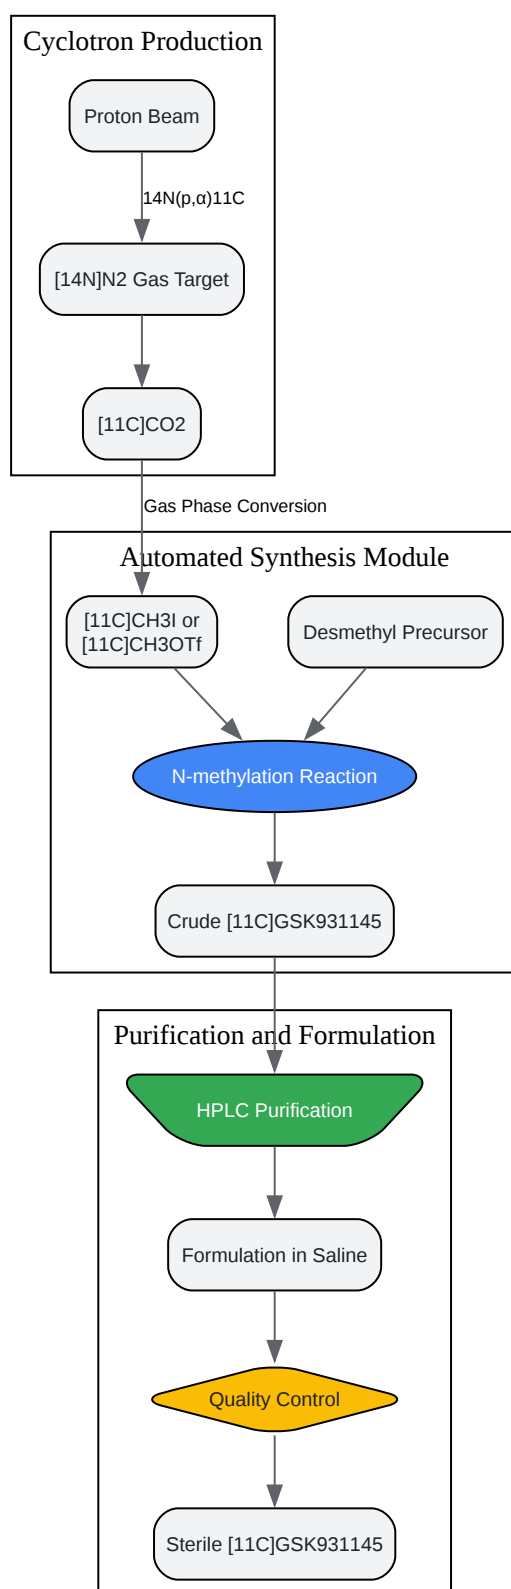 Cyclotron Production
Proton Beam
14N(p,α)11C
[14N]N2 Gas Target
[11C]CO2
Gas Phase Conversion
Automated Synthesis Module
[11C]CH3I or
[11C]CH3OTf
Desmethyl Precursor
N-methylation Reaction
Crude [11C]GSK931145
Purification and Formulation
HPLC Purification
Formulation in Saline
Quality Control
Sterile [11C]GSK931145